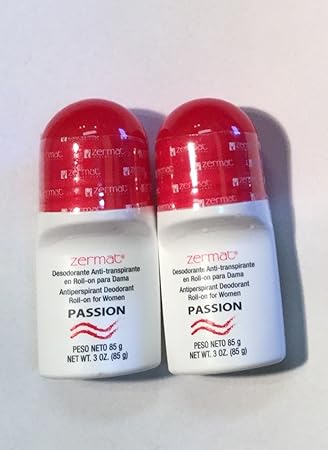 zermat
zermat
zermat®
Desodorante Anti-transpirante
en Roll-on para Dama
Antiperspirant Deodorant
Roll-on for Women
PASSION
PESO NETO 85 g
NET WT. 3 OZ. (85 g)
zermat®
Desodorante Anti-transpirante
en Roll-on para Dama
Antiperspirant Deodorant
Roll-on for Women
PASSION
PESO NETO 85 g
NET WT. 3 OZ. (85 g)